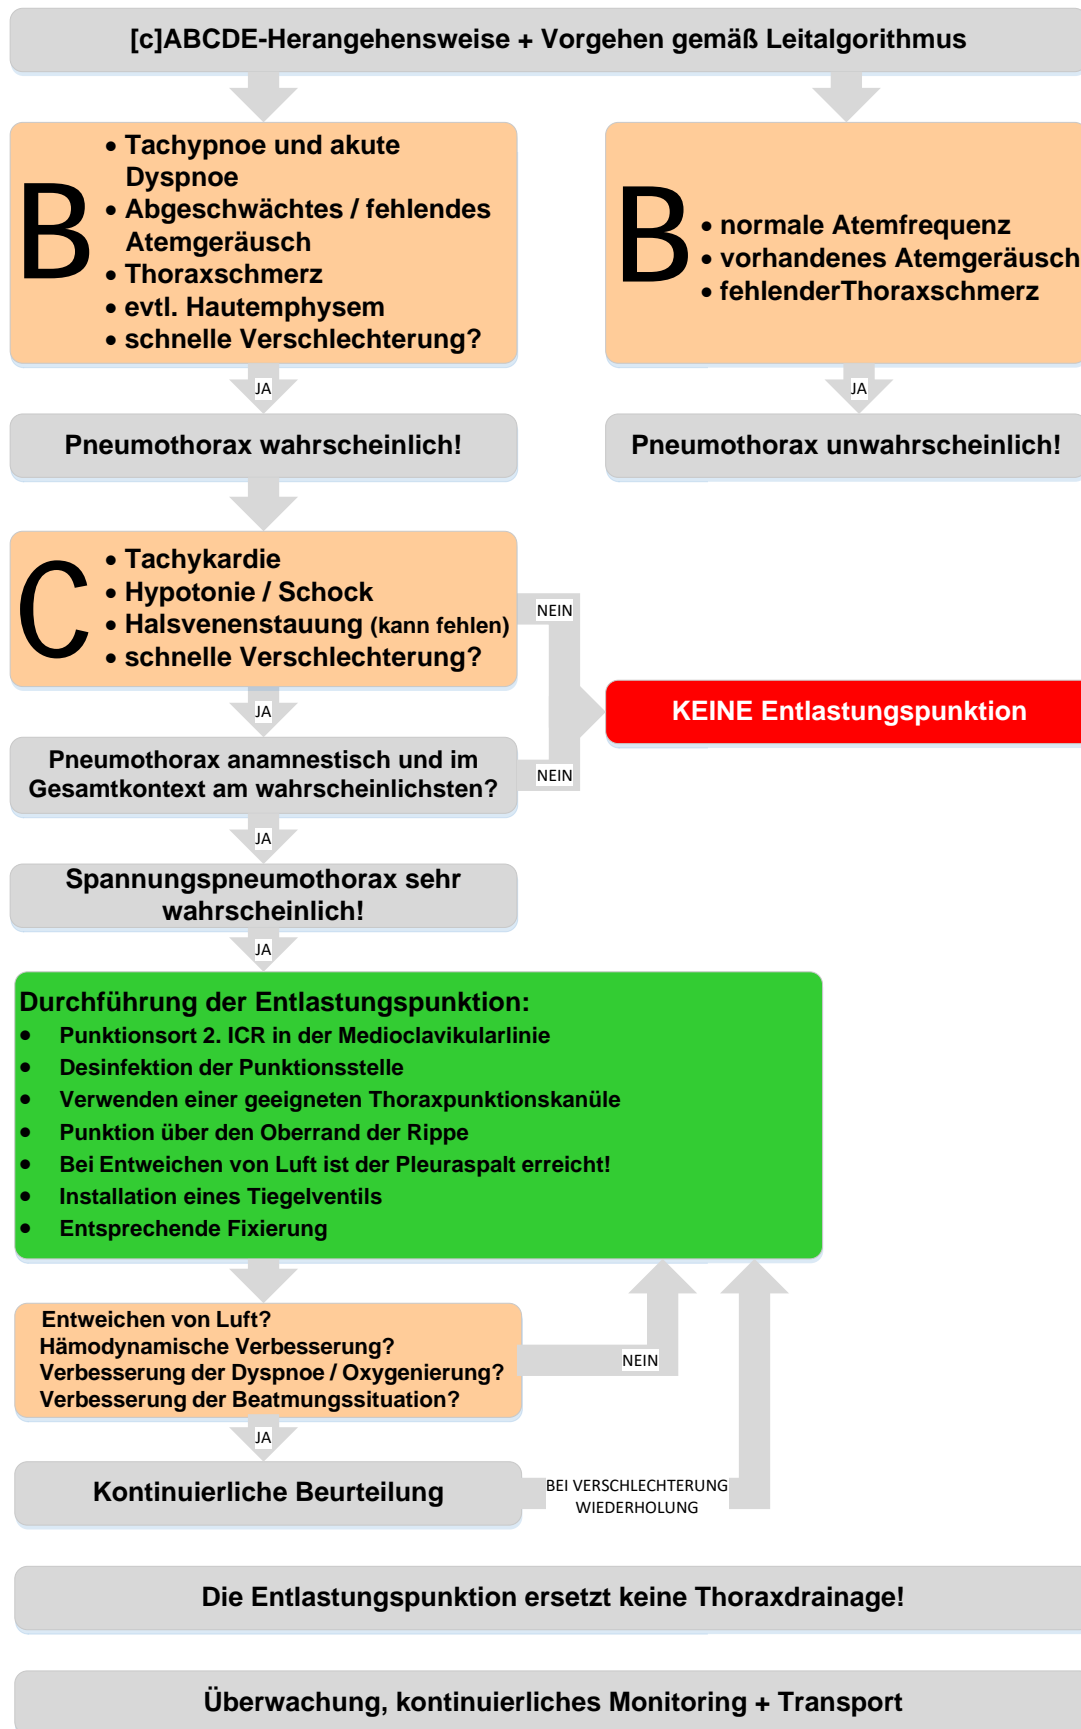 [c]ABCDE-Herangehensweise + Vorgehen gemäß Leitalgorithmus
B
• Tachypnoe und akute
Dyspnoe
• Abgeschwächtes / fehlendes
Atemgeräusch
• Thoraxschmerz
• evtl. Hautemphysem
• schnelle Verschlechterung?
B
• normale Atemfrequenz
• vorhandenes Atemgeräusch
• fehlenderThoraxschmerz
JA
JA
Pneumothorax wahrscheinlich!
Pneumothorax unwahrscheinlich!
C
• Tachykardie
• Hypotonie / Schock
• Halsvenenstauung (kann fehlen)
• schnelle Verschlechterung?
NEIN
JA
KEINE Entlastungspunktion
Pneumothorax anamnestisch und im
Gesamtkontext am wahrscheinlichsten?
NEIN
JA
Spannungspneumothorax sehr
wahrscheinlich!
JA
Durchführung der Entlastungspunktion:
• Punktionsort 2. ICR in der Medioclavikularlinie
• Desinfektion der Punktionsstelle
• Verwenden einer geeigneten Thoraxpunktionskanüle
• Punktion über den Oberrand der Rippe
• Bei Entweichen von Luft ist der Pleuraspalt erreicht!
• Installation eines Tiegelventils
• Entsprechende Fixierung
Entweichen von Luft?
Hämodynamische Verbesserung?
Verbesserung der Dyspnoe / Oxygenierung?
Verbesserung der Beatmungssituation?
NEIN
JA
Kontinuierliche Beurteilung
BEI VERSCHLECHTERUNG
WIEDERHOLUNG
Die Entlastungspunktion ersetzt keine Thoraxdrainage!
Überwachung, kontinuierliches Monitoring + Transport